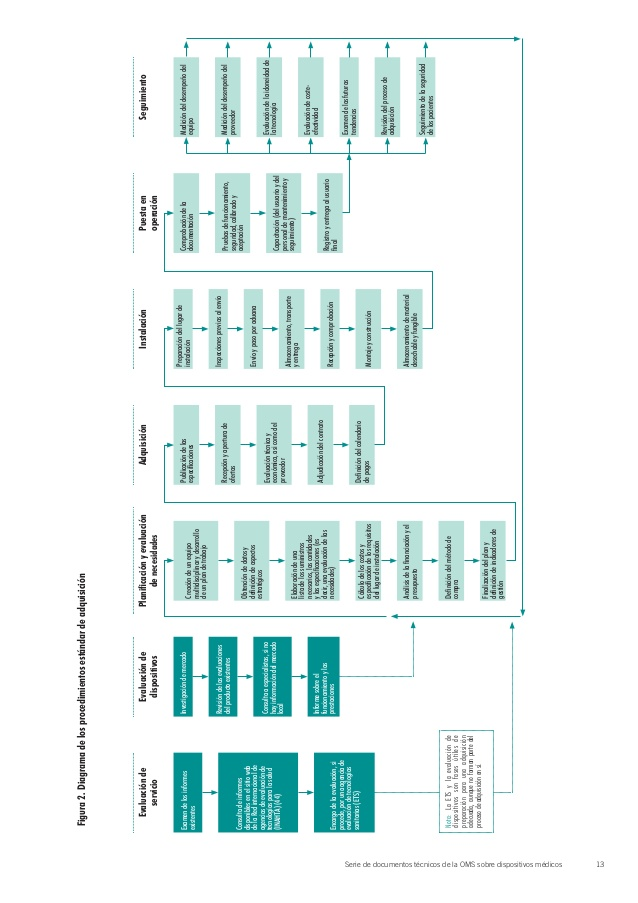 Figura 2. Diagrama de los procedimientos estándar de adquisición
Evaluación de
servicio
Examen de los informes
existentes
Consulta de informes
disponibles en el sitio web
de la Red internacional de
agencias de evaluación de
tecnologías para la salud
(INAHTA) (44)
Encargo de la evaluación, si
procede, por una agencia de
evaluación de tecnologías
sanitarias (ETS)
Nota: La ETS y la evaluación de
dispositivos son fases útiles de
preparación para una adquisición
adecuada, aunque no forman parte del
proceso de adquisición en sí
Evaluación de
dispositivos
Investigación de mercado
Revisión de las evaluaciones
del producto existentes
Consulta a especialistas, si no
hay información del mercado
local
Informe sobre el
funcionamiento y las
prestaciones
Planificación y evaluación
de necesidades
Creación de un equipo
multidisciplinar y desarrollo
de un plan de trabajo
Obtención de datos y
definición de aspectos
estratégicos
Elaboración de una
lista de los suministros
necesarios, las cantidades
y las especificaciones (es
decir, una evaluación de las
necesidades)
Cálculo de los costos y
especificación de los requisitos
del lugar de instalación
Análisis de la financiación y el
presupuesto
Definición del método de
compra
Finalización del plan y
definición de indicadores de
gestión
Adquisición
Publicación de las
especificaciones
Recepción y apertura de
ofertas
Evaluación técnica y
económica, así como del
proveedor
Adjudicación del contrato
Definición del calendario
de pagos
Instalación
Preparación del lugar de
instalación
Inspecciones previas al envío
Envío y paso por aduana
Almacenamiento, transporte
y entrega
Recepción y comprobación
Montaje y construcción
Almacenamiento de material
desechable y fungible
Puesta en
operación
Comprobación de la
documentación
Pruebas de funcionamiento,
seguridad, calibrado y
aceptación
Capacitación (del usuario y del
personal de mantenimiento y
seguimiento)
Registro y entrega al usuario
final
Seguimiento
Medición del desempeño del
equipo
Medición del desempeño del
proveedor
Evaluación de la idoneidad de
la tecnología
Evaluación de costo-
efectividad
Examen de las futuras
tendencias
Revisión del proceso de
adquisición
Seguimiento de la seguridad
de los pacientes
Serie de documentos técnicos de la OMS sobre dispositivos médicos 13